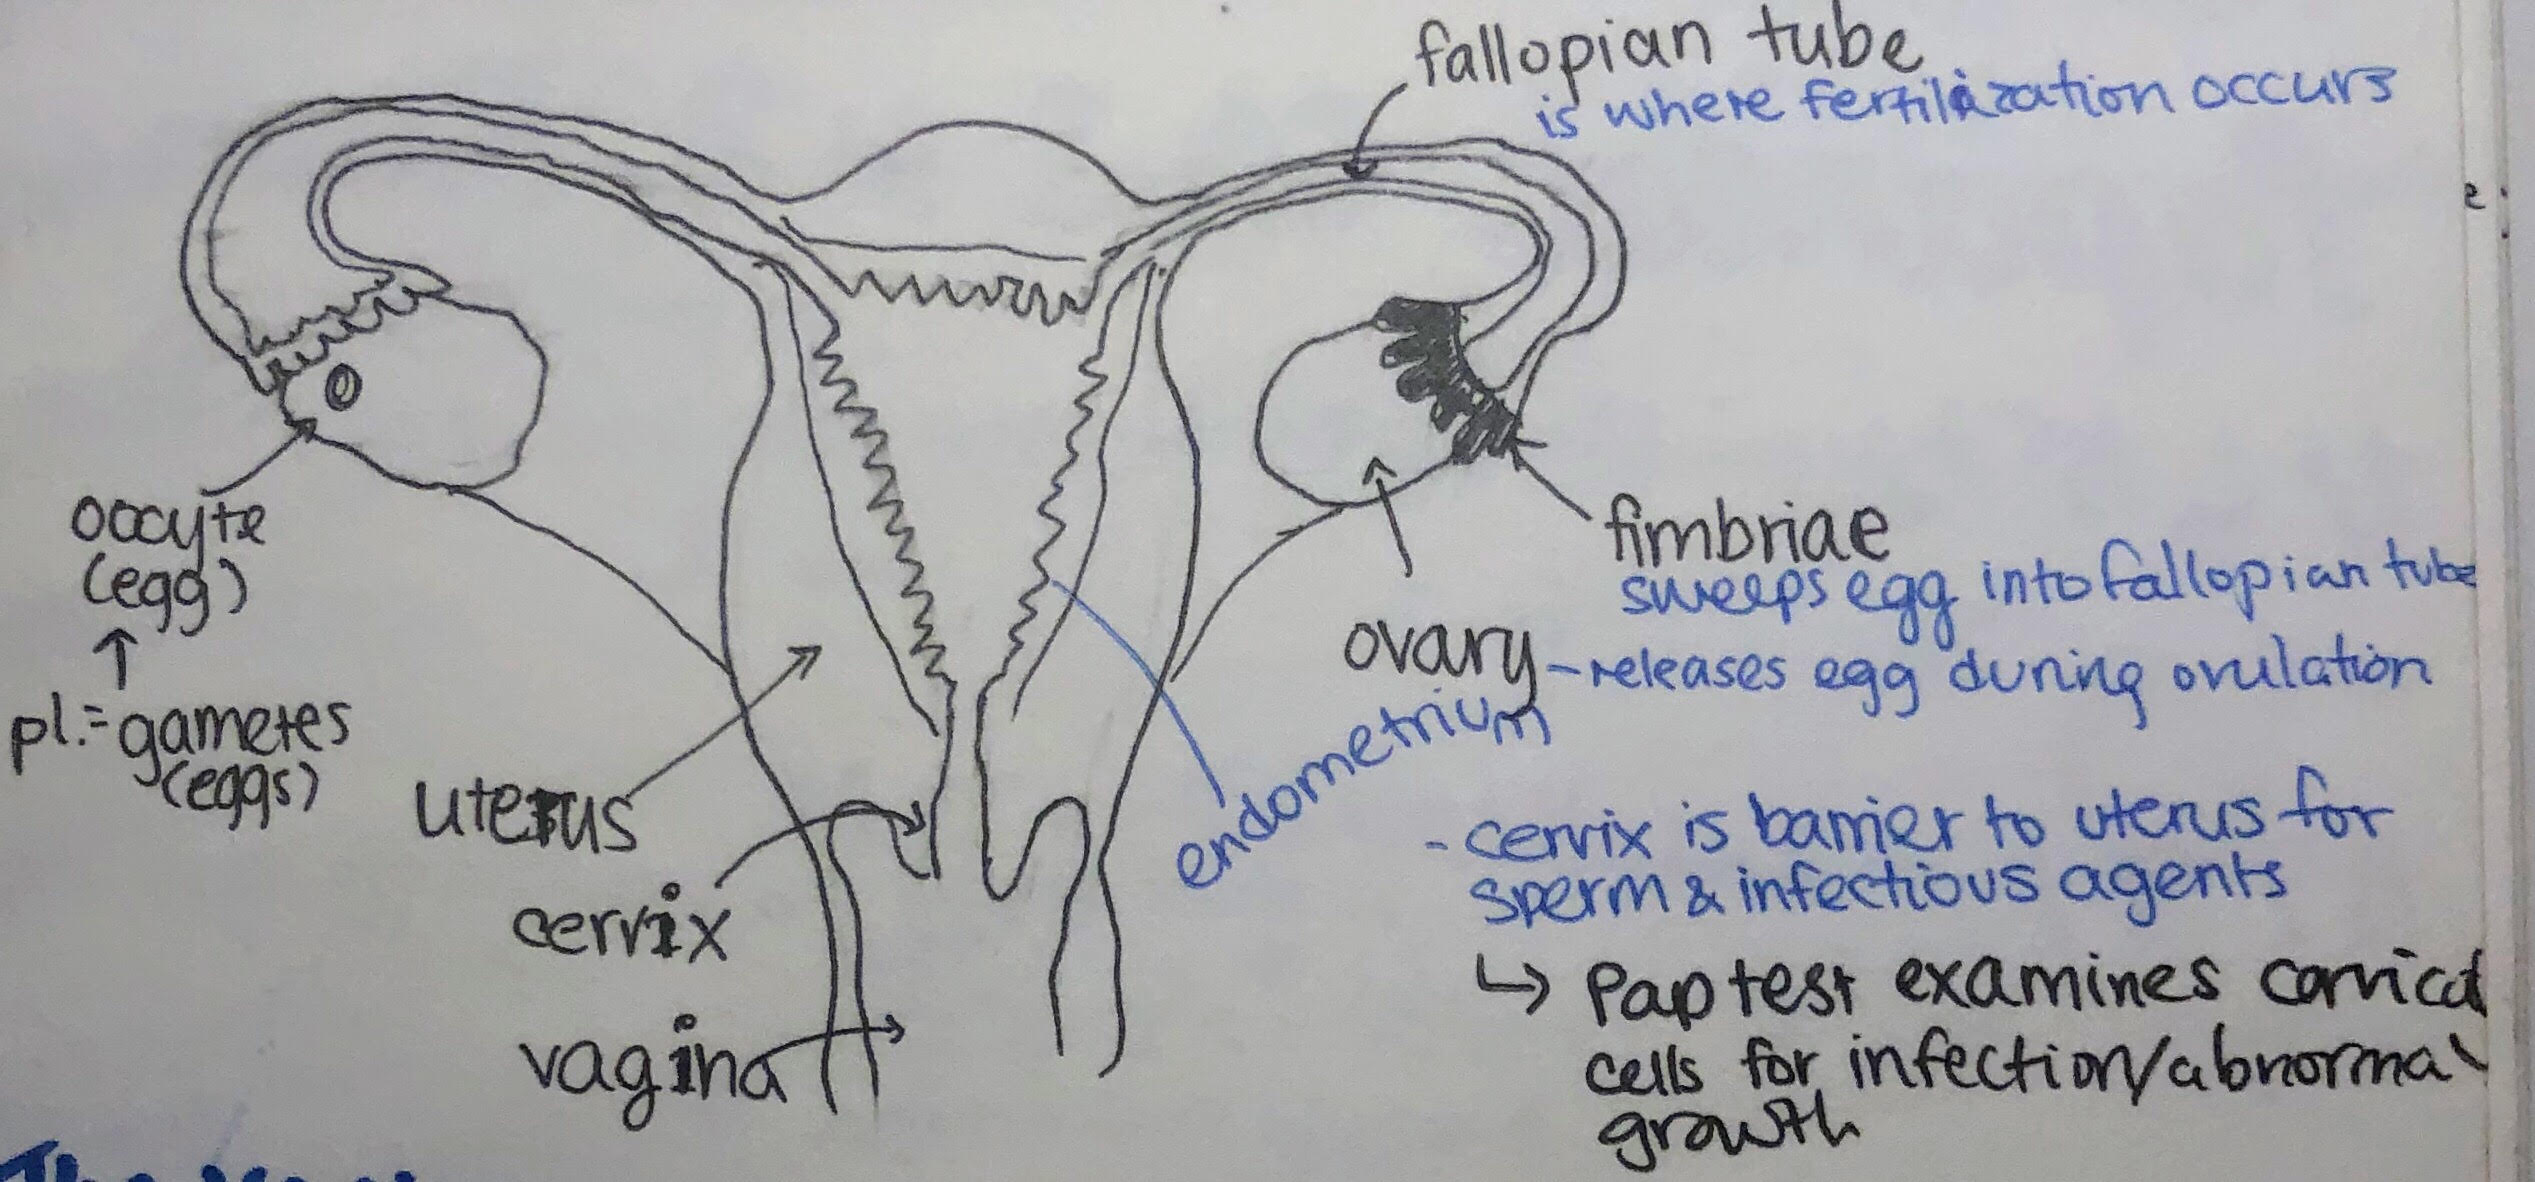 fallopian tube
is where fertilization occurs
oocyte
(egg)
↑
pl.= gametes
(eggs)
fimbriae
sweeps egg into fallopian tube
ovary - releases egg during ovulation
endometrium
uterus
cervix
vagina
- cervix is barrier to uterus for
sperm & infectious agents
↳ Pap test examines cervical
cells for infection/abnormal
growth
The